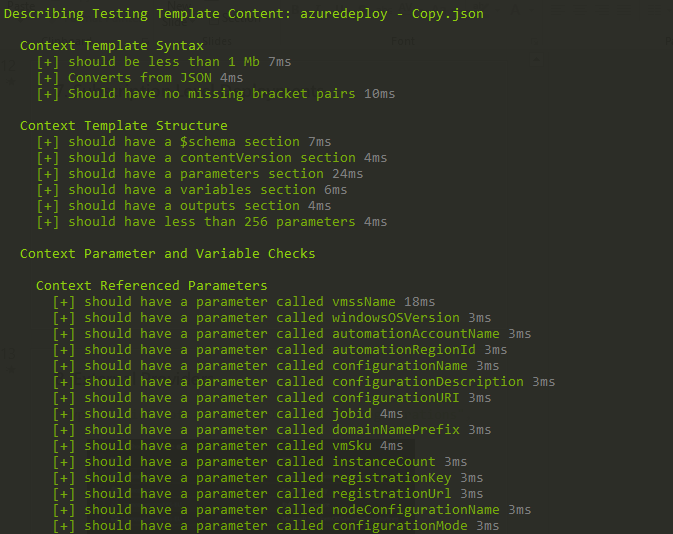 Describing Testing Template Content: azuredeploy - Copy.json
Context Template Syntax
[+] should be less than 1 Mb 7ms
[+] Converts from JSON 4ms
[+] Should have no missing bracket pairs 10ms
Context Template Structure
[+] should have a $schema section 7ms
[+] should have a contentVersion section 4ms
[+] should have a parameters section 24ms
[+] should have a variables section 6ms
[+] should have a outputs section 4ms
[+] should have less than 256 parameters 4ms
Context Parameter and Variable Checks
Context Referenced Parameters
[+] should have a parameter called vmssName 18ms
[+] should have a parameter called windowsOSVersion 3ms
[+] should have a parameter called automationAccountName 3ms
[+] should have a parameter called automationRegionId 3ms
[+] should have a parameter called configurationName 3ms
[+] should have a parameter called configurationDescription 3ms
[+] should have a parameter called configurationURI 3ms
[+] should have a parameter called jobid 4ms
[+] should have a parameter called domainNamePrefix 3ms
[+] should have a parameter called vmSku 4ms
[+] should have a parameter called instanceCount 3ms
[+] should have a parameter called registrationKey 3ms
[+] should have a parameter called registrationUrl 3ms
[+] should have a parameter called nodeConfigurationName 3ms
[+] should have a parameter called configurationMode 3ms